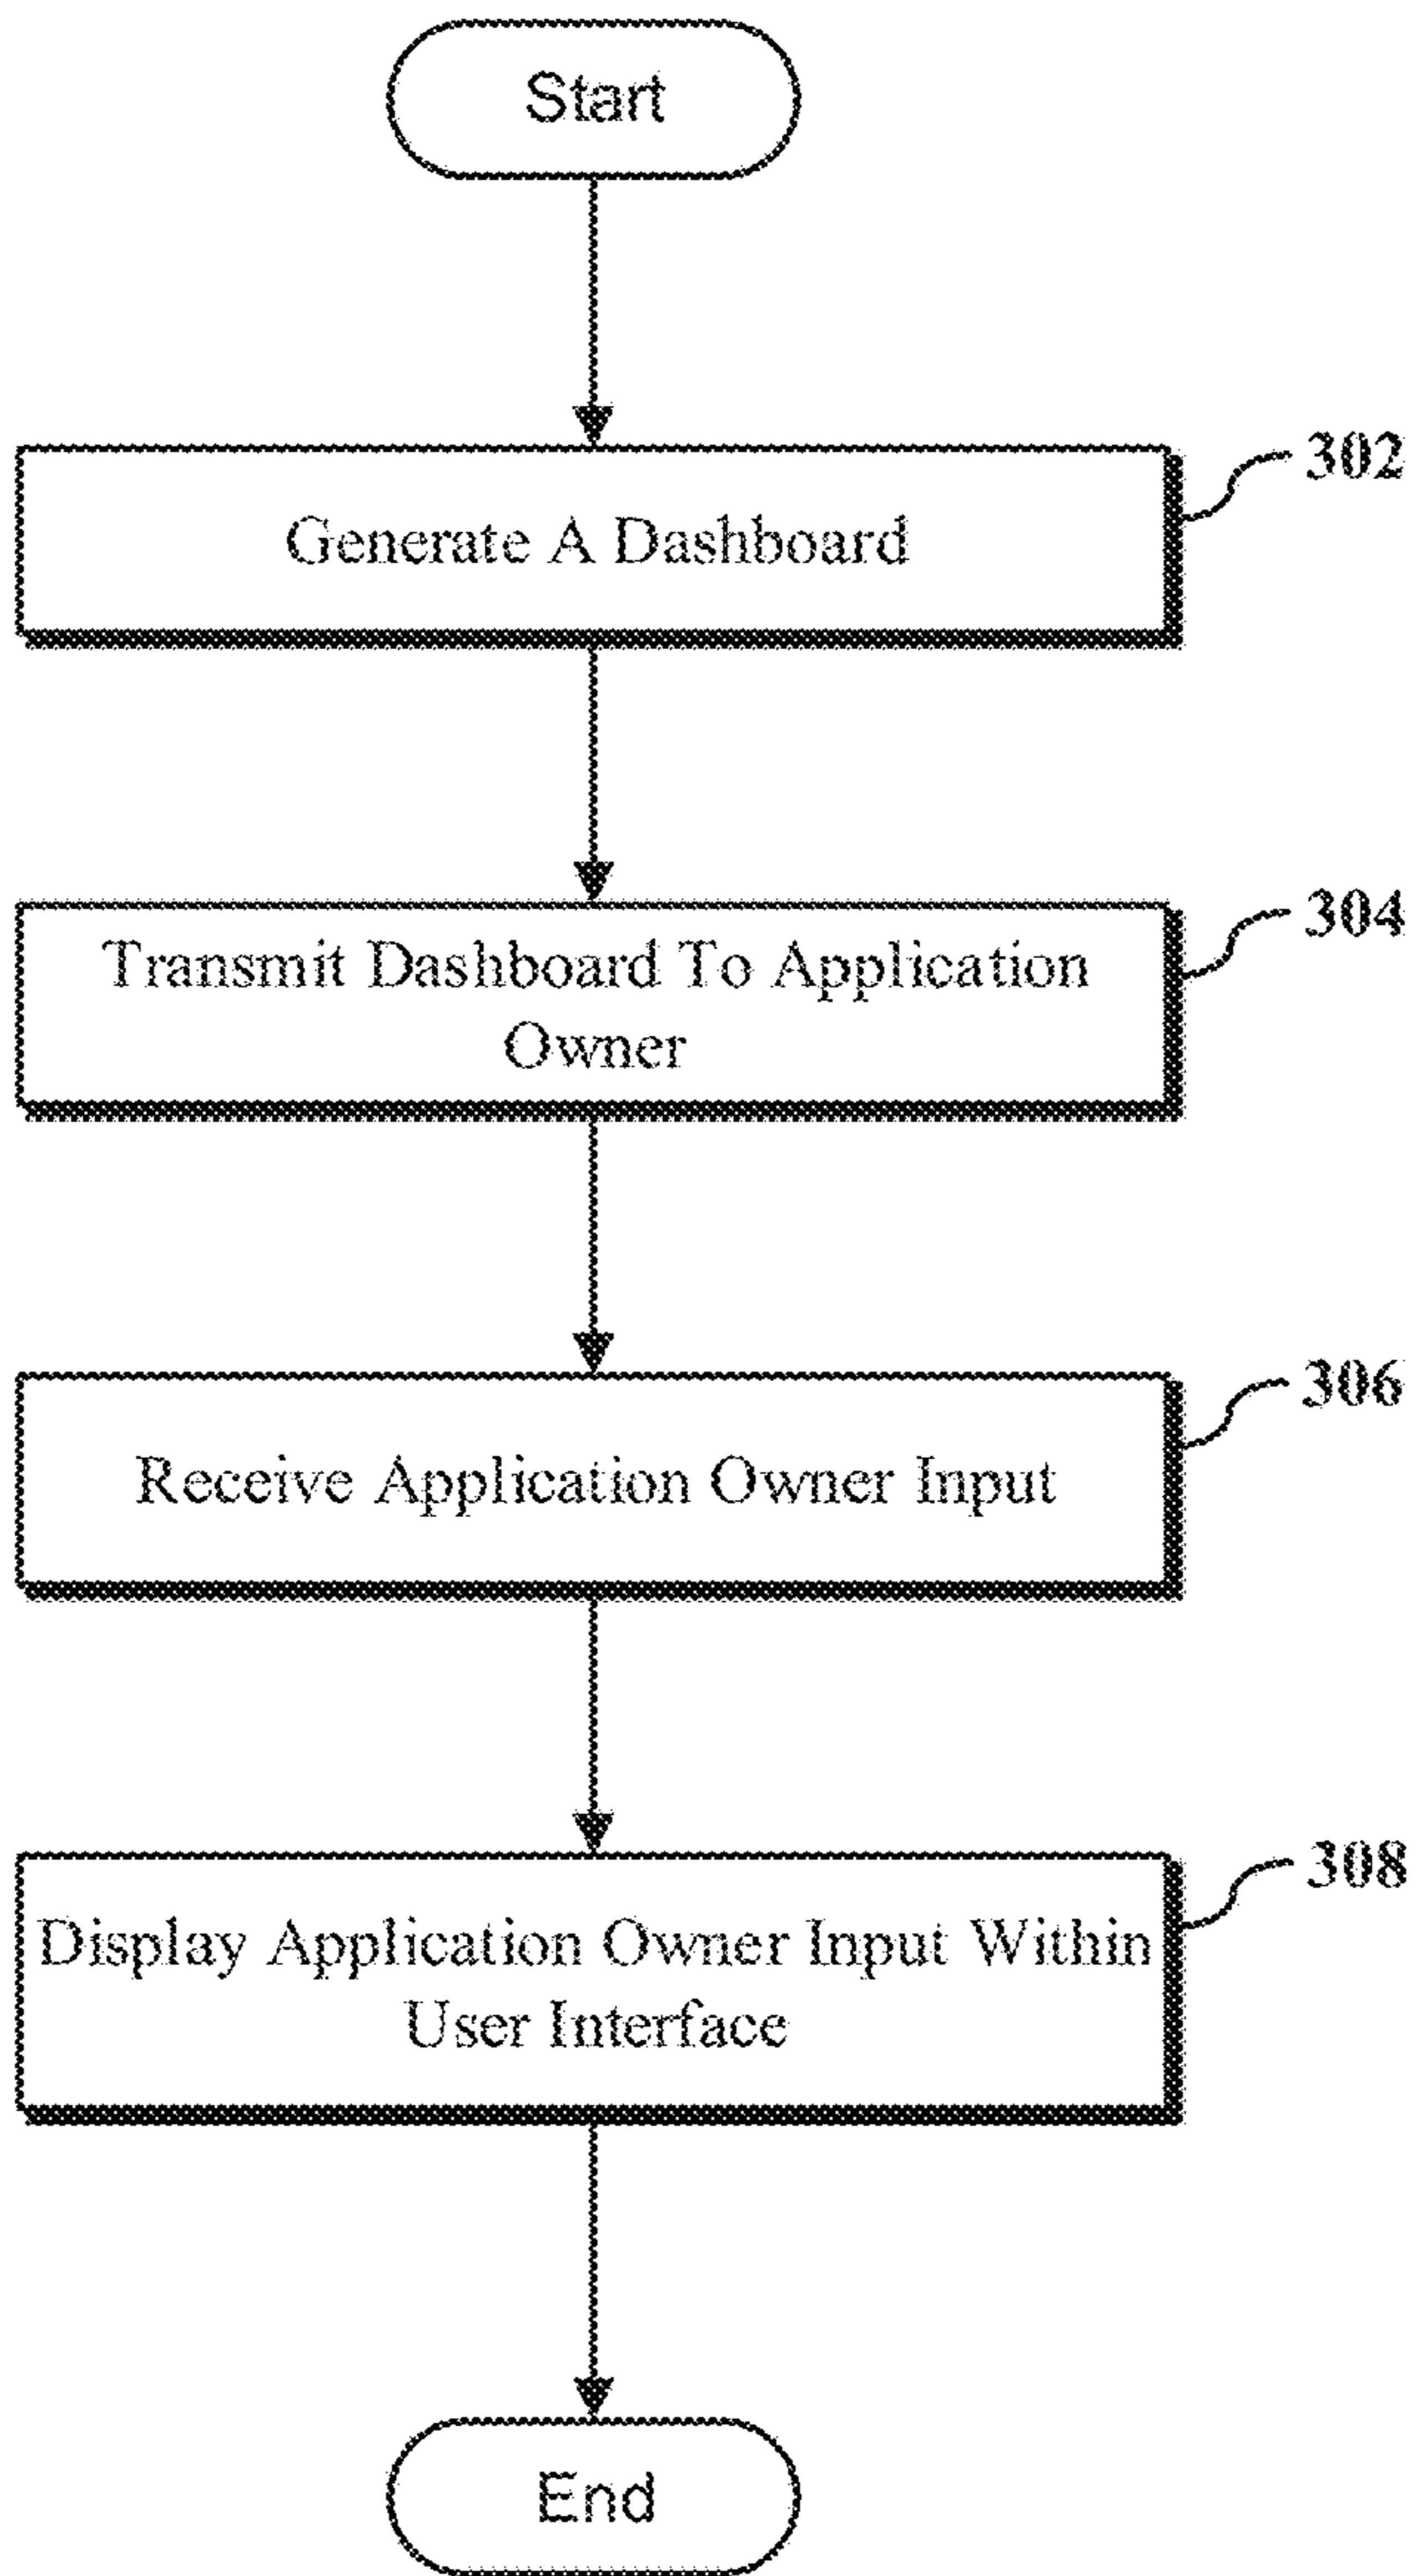 Start
302
Generate A Dashboard
304
Transmit Dashboard To Application
Owner
306
Receive Application Owner Input
308
Display Application Owner Input Within
User Interface
End